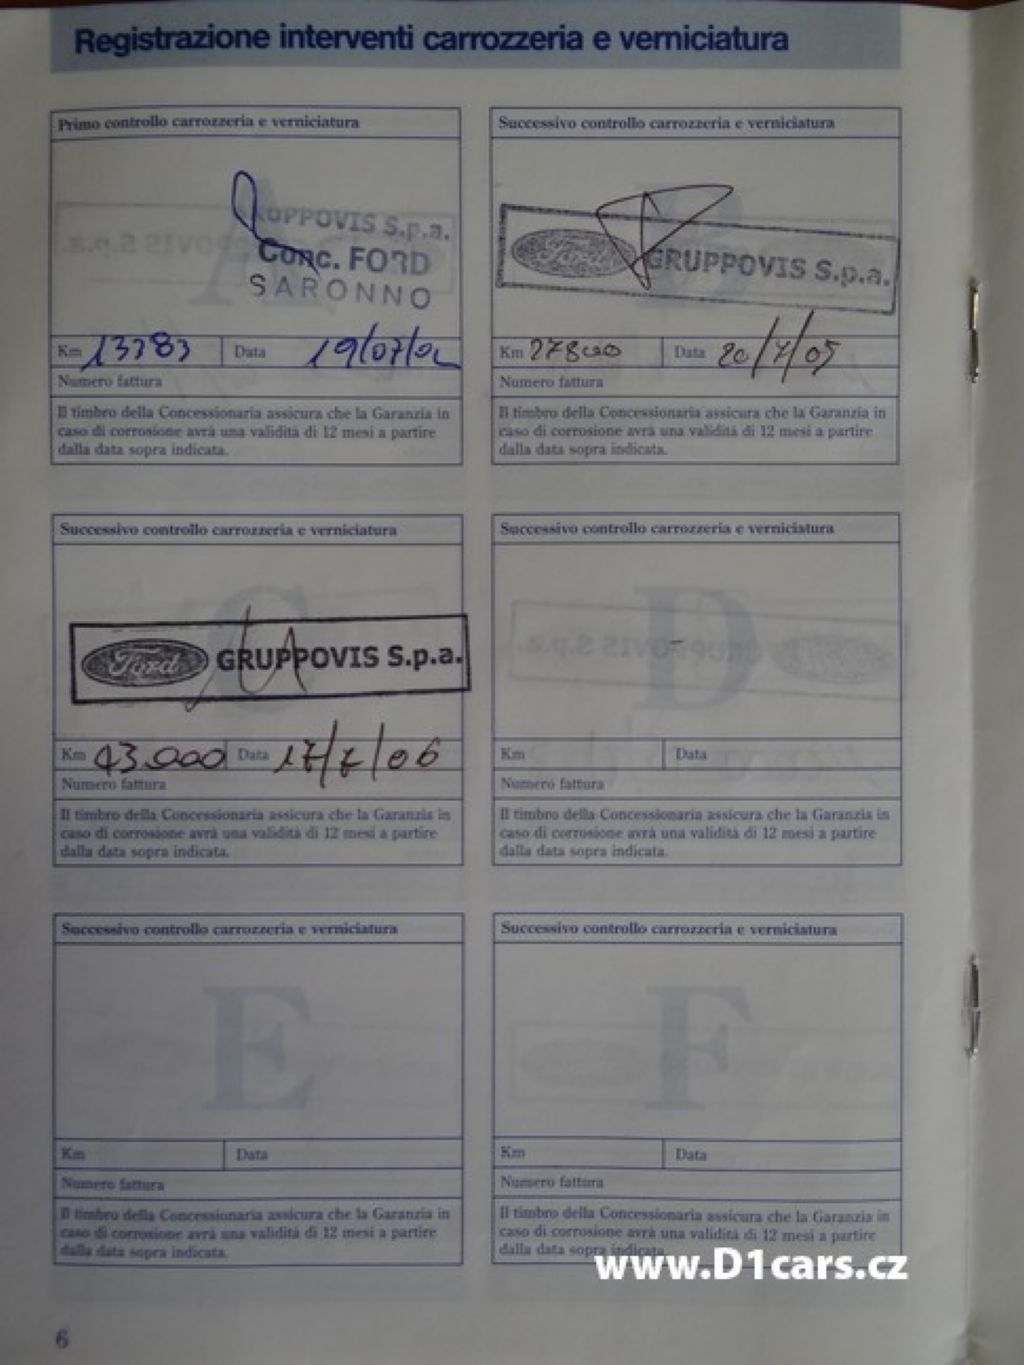 Registrazione interventi carrozzeria e verniciatura
Primo controllo carrozzeria e verniciatura
GRUPPOVIS S.p.a.
Conc. FORD
SARONNO
Km 13383 Data 19/07/04
Numero fattura
Il timbro della Concessionaria assicura che la Garanzia in
caso di corrosione avrà una validità di 12 mesi a partire
dalla data sopra indicata.
Successivo controllo carrozzeria e verniciatura
B
Ford GRUPPOVIS S.p.a.
Km 27800 Data 20/7/05
Numero fattura
Il timbro della Concessionaria assicura che la Garanzia in
caso di corrosione avrà una validità di 12 mesi a partire
dalla data sopra indicata.
Successivo controllo carrozzeria e verniciatura
C
Ford GRUPPOVIS S.p.a.
Km 43.000 Data 17/7/06
Numero fattura
Il timbro della Concessionaria assicura che la Garanzia in
caso di corrosione avrà una validità di 12 mesi a partire
dalla data sopra indicata.
Successivo controllo carrozzeria e verniciatura
D
Km Data
Numero fattura
Il timbro della Concessionaria assicura che la Garanzia in
caso di corrosione avrà una validità di 12 mesi a partire
dalla data sopra indicata.
Successivo controllo carrozzeria e verniciatura
E
Km Data
Numero fattura
Il timbro della Concessionaria assicura che la Garanzia in
caso di corrosione avrà una validità di 12 mesi a partire
dalla data sopra indicata.
Successivo controllo carrozzeria e verniciatura
F
Km Data
Numero fattura
Il timbro della Concessionaria assicura che la Garanzia in
caso di corrosione avrà una validità di 12 mesi a partire
dalla data sopra indicata.
www.D1cars.cz
6